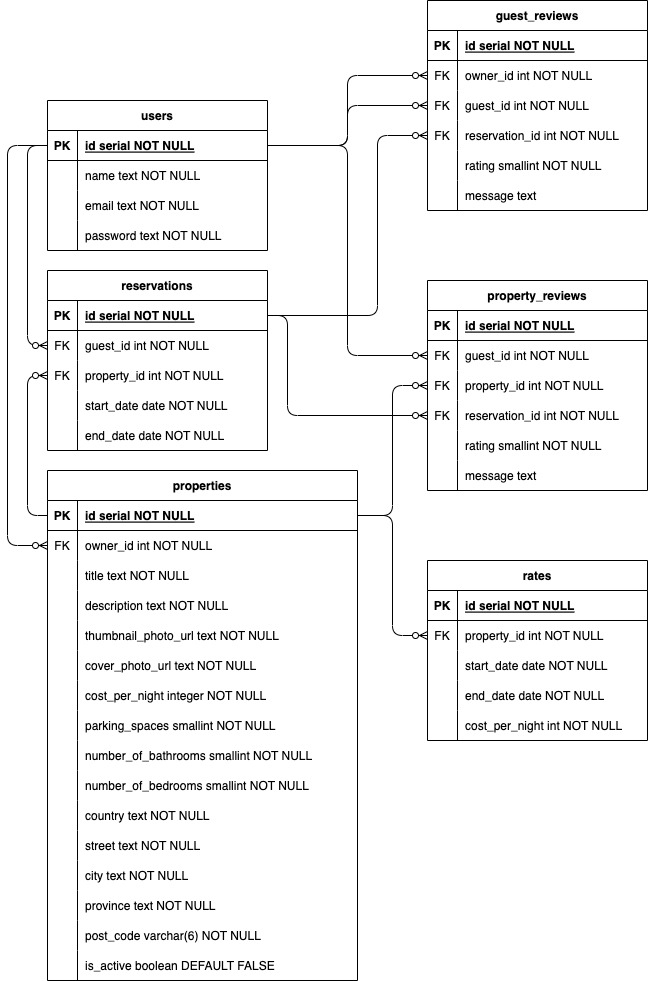 users
PK id serial NOT NULL
name text NOT NULL
email text NOT NULL
password text NOT NULL
reservations
PK id serial NOT NULL
FK guest_id int NOT NULL
FK property_id int NOT NULL
start_date date NOT NULL
end_date date NOT NULL
properties
PK id serial NOT NULL
FK owner_id int NOT NULL
title text NOT NULL
description text NOT NULL
thumbnail_photo_url text NOT NULL
cover_photo_url text NOT NULL
cost_per_night integer NOT NULL
parking_spaces smallint NOT NULL
number_of_bathrooms smallint NOT NULL
number_of_bedrooms smallint NOT NULL
country text NOT NULL
street text NOT NULL
city text NOT NULL
province text NOT NULL
post_code varchar(6) NOT NULL
is_active boolean DEFAULT FALSE
guest_reviews
PK id serial NOT NULL
FK owner_id int NOT NULL
FK guest_id int NOT NULL
FK reservation_id int NOT NULL
rating smallint NOT NULL
message text
property_reviews
PK id serial NOT NULL
FK guest_id int NOT NULL
FK property_id int NOT NULL
FK reservation_id int NOT NULL
rating smallint NOT NULL
message text
rates
PK id serial NOT NULL
FK property_id int NOT NULL
start_date date NOT NULL
end_date date NOT NULL
cost_per_night int NOT NULL